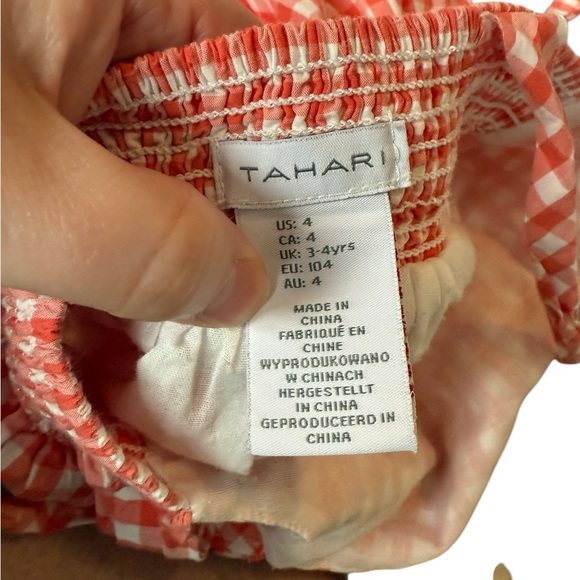 TAHARI
US: 4
CA: 4
UK: 3-4yrs
EU: 104
AU: 4
MADE IN
CHINA
FABRIQUÉ EN
CHINE
WYPRODUKOWANO
W CHINACH
HERGESTELLT
IN CHINA
GEPRODUCEERD IN
CHINA